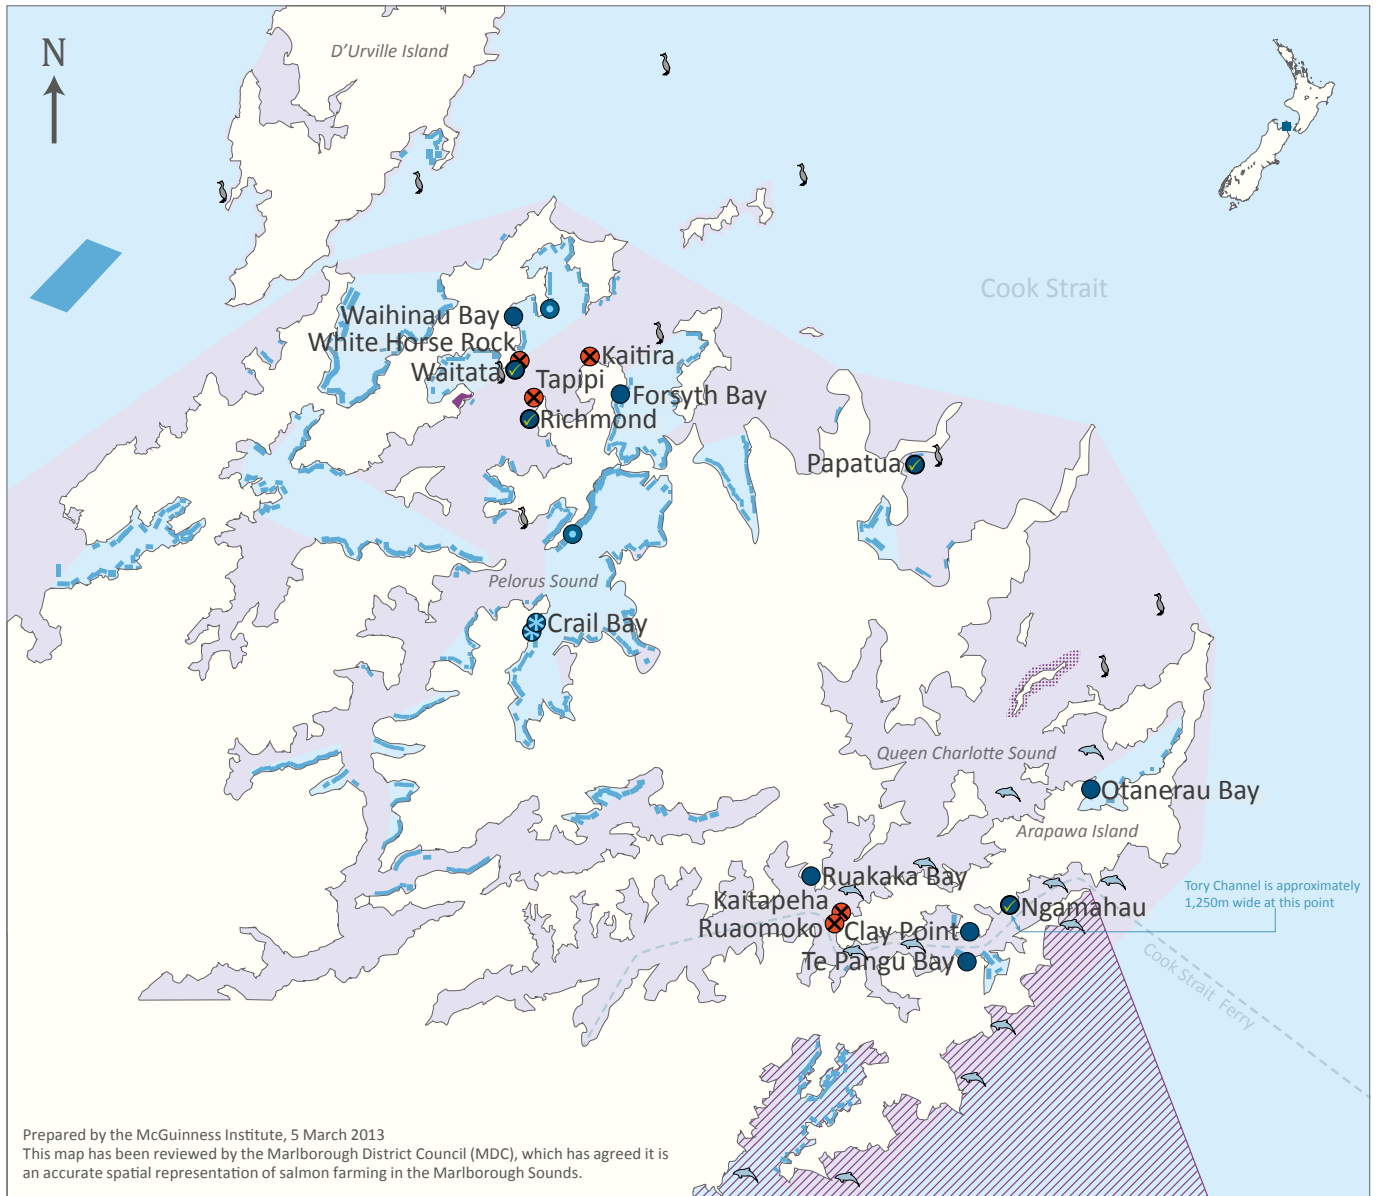 N
D'Urville Island
Cook Strait
Waihinau Bay
White Horse Rock
Kaitira
Waitata
Tapipi
Forsyth Bay
Richmond
Papatua
Pelorus Sound
Crail Bay
Queen Charlotte Sound
Otanerau Bay
Arapawa Island
Ruakaka Bay
Tory Channel is approximately
1,250m wide at this point
Kaitapeha
Ngamahau
Ruaomoko
Clay Point
Te Pangu Bay
Cook Strait Ferry
Prepared by the McGuinness Institute, 5 March 2013
This map has been reviewed by the Marlborough District Council (MDC), which has agreed it is
an accurate spatial representation of salmon farming in the Marlborough Sounds.